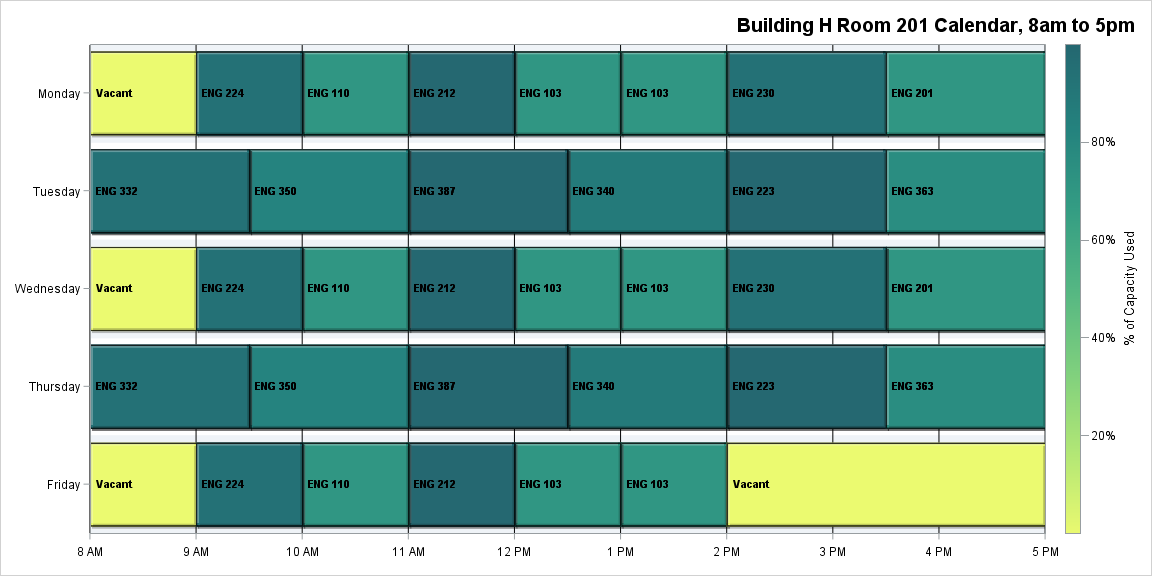 Building H Room 201 Calendar, 8am to 5pm
Monday
Vacant
ENG 224
ENG 110
ENG 212
ENG 103
ENG 103
ENG 230
ENG 201
Tuesday
ENG 332
ENG 350
ENG 387
ENG 340
ENG 223
ENG 363
Wednesday
Vacant
ENG 224
ENG 110
ENG 212
ENG 103
ENG 103
ENG 230
ENG 201
Thursday
ENG 332
ENG 350
ENG 387
ENG 340
ENG 223
ENG 363
Friday
Vacant
ENG 224
ENG 110
ENG 212
ENG 103
ENG 103
Vacant
8 AM
9 AM
10 AM
11 AM
12 PM
1 PM
2 PM
3 PM
4 PM
5 PM
80%
60%
40%
20%
% of Capacity Used